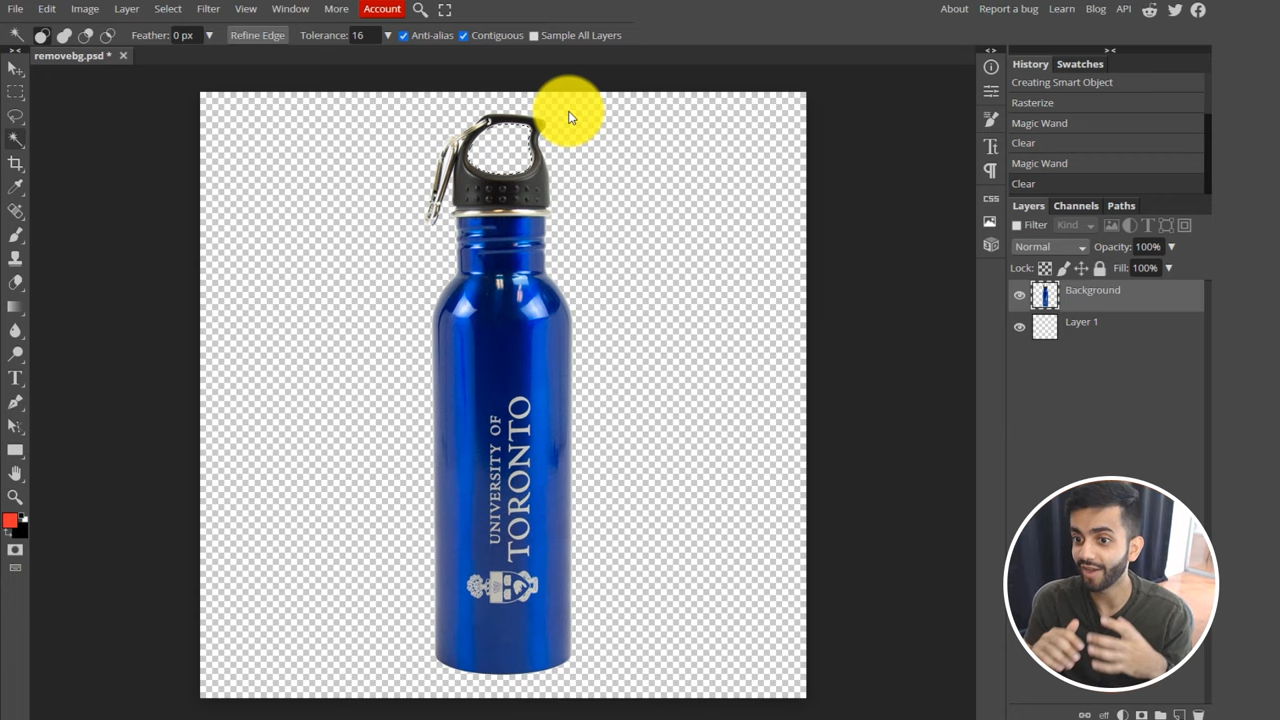 File Edit Image Layer Select Filter View Window More Account About Report a bug Learn Blog API
Feather: 0 px Refine Edge Tolerance: 16 Anti-alias Contiguous Sample All Layers
removebg.psd *
History Swatches
Creating Smart Object
Rasterize
Magic Wand
Clear
Magic Wand
Clear
Layers Channels Paths
Filter Kind
Normal Opacity: 100%
Lock: Fill: 100%
Background
Layer 1
CSS
eff
UNIVERSITY OF
TORONTO